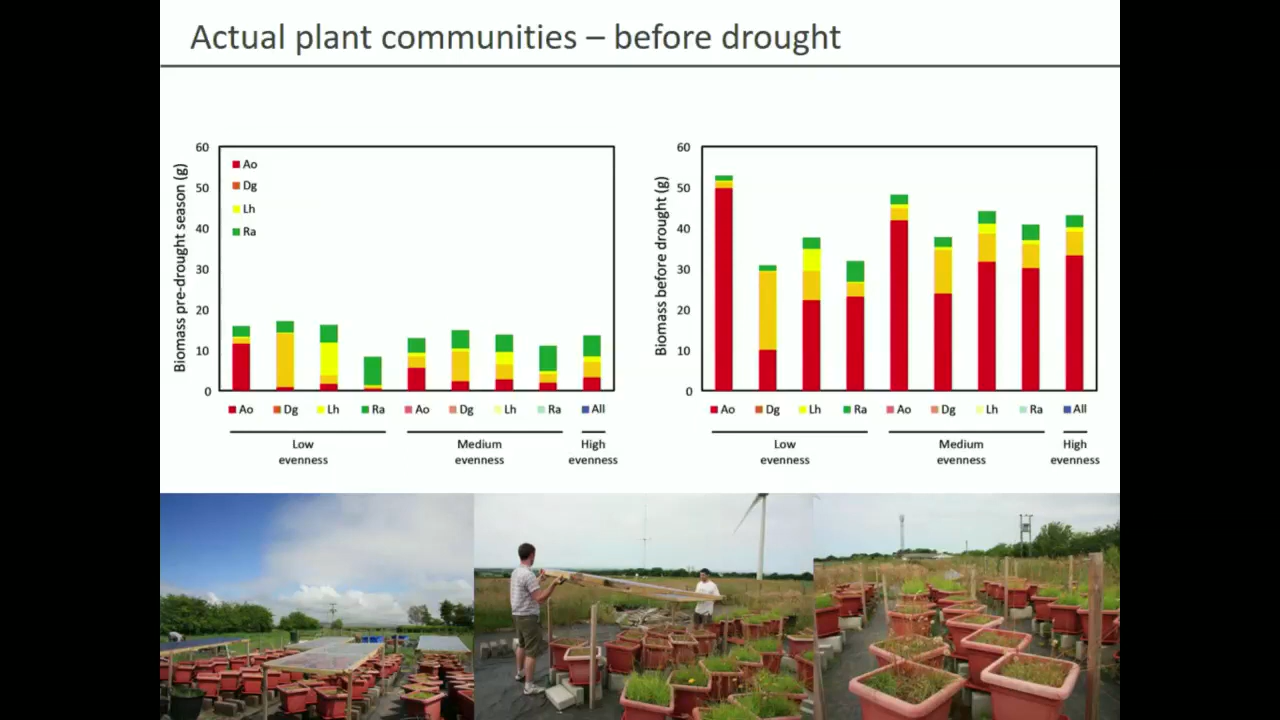 Actual plant communities – before drought
Biomass pre-drought season (g)
60
50
40
30
20
10
0
Ao
Dg
Lh
Ra
Ao Dg Lh Ra Ao Dg Lh Ra All
Low evenness
Medium evenness
High evenness
Biomass before drought (g)
60
50
40
30
20
10
0
Ao Dg Lh Ra Ao Dg Lh Ra All
Low evenness
Medium evenness
High evenness